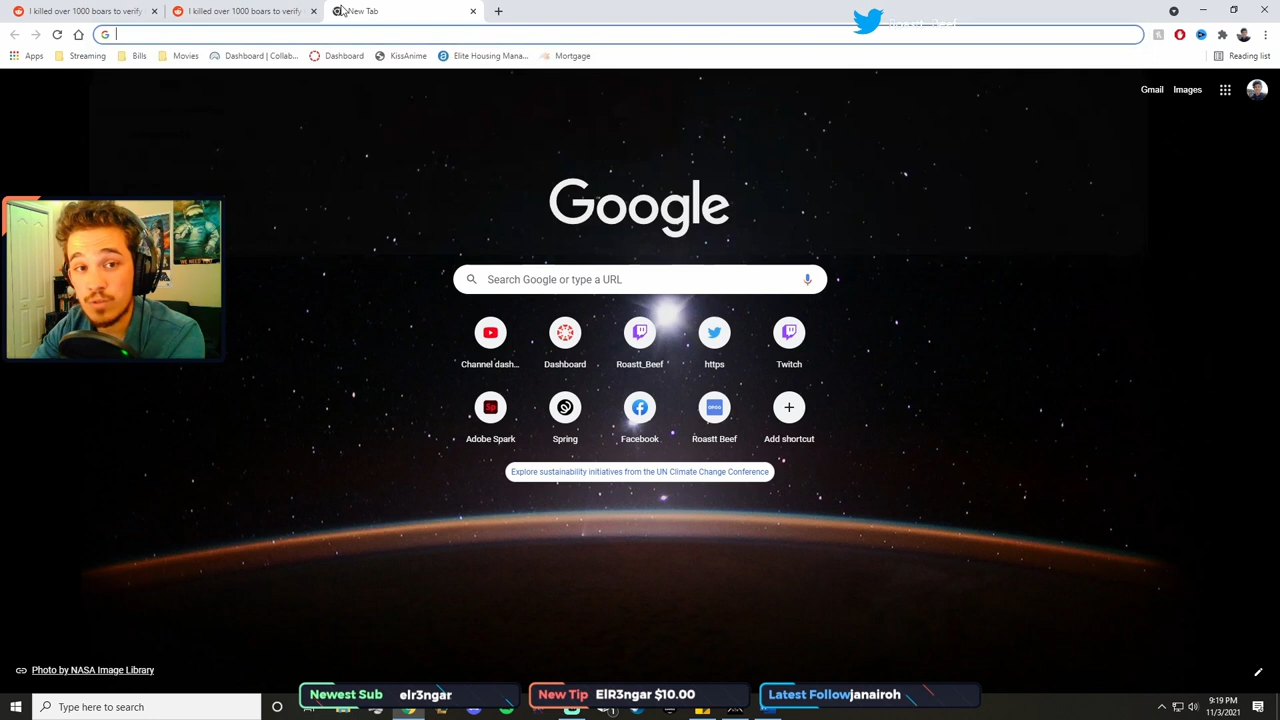 I killed over 1000 boars to verify
I killed over 1000 boars to verify
New Tab
Roastt_Beef
Apps
Streaming
Bills
Movies
Dashboard | Collab...
Dashboard
KissAnime
Elite Housing Mana...
Mortgage
Reading list
Gmail
Images
Google
Search Google or type a URL
Channel dash...
Dashboard
Roastt_Beef
https
Twitch
Sp
OPGG
Adobe Spark
Spring
Facebook
Roastt Beef
Add shortcut
Explore sustainability initiatives from the UN Climate Change Conference
Photo by NASA Image Library
Newest Sub elr3ngar
New Tip ElR3ngar $10.00
Latest Follow janairoh
Type here to search
9:19 PM
11/3/2021